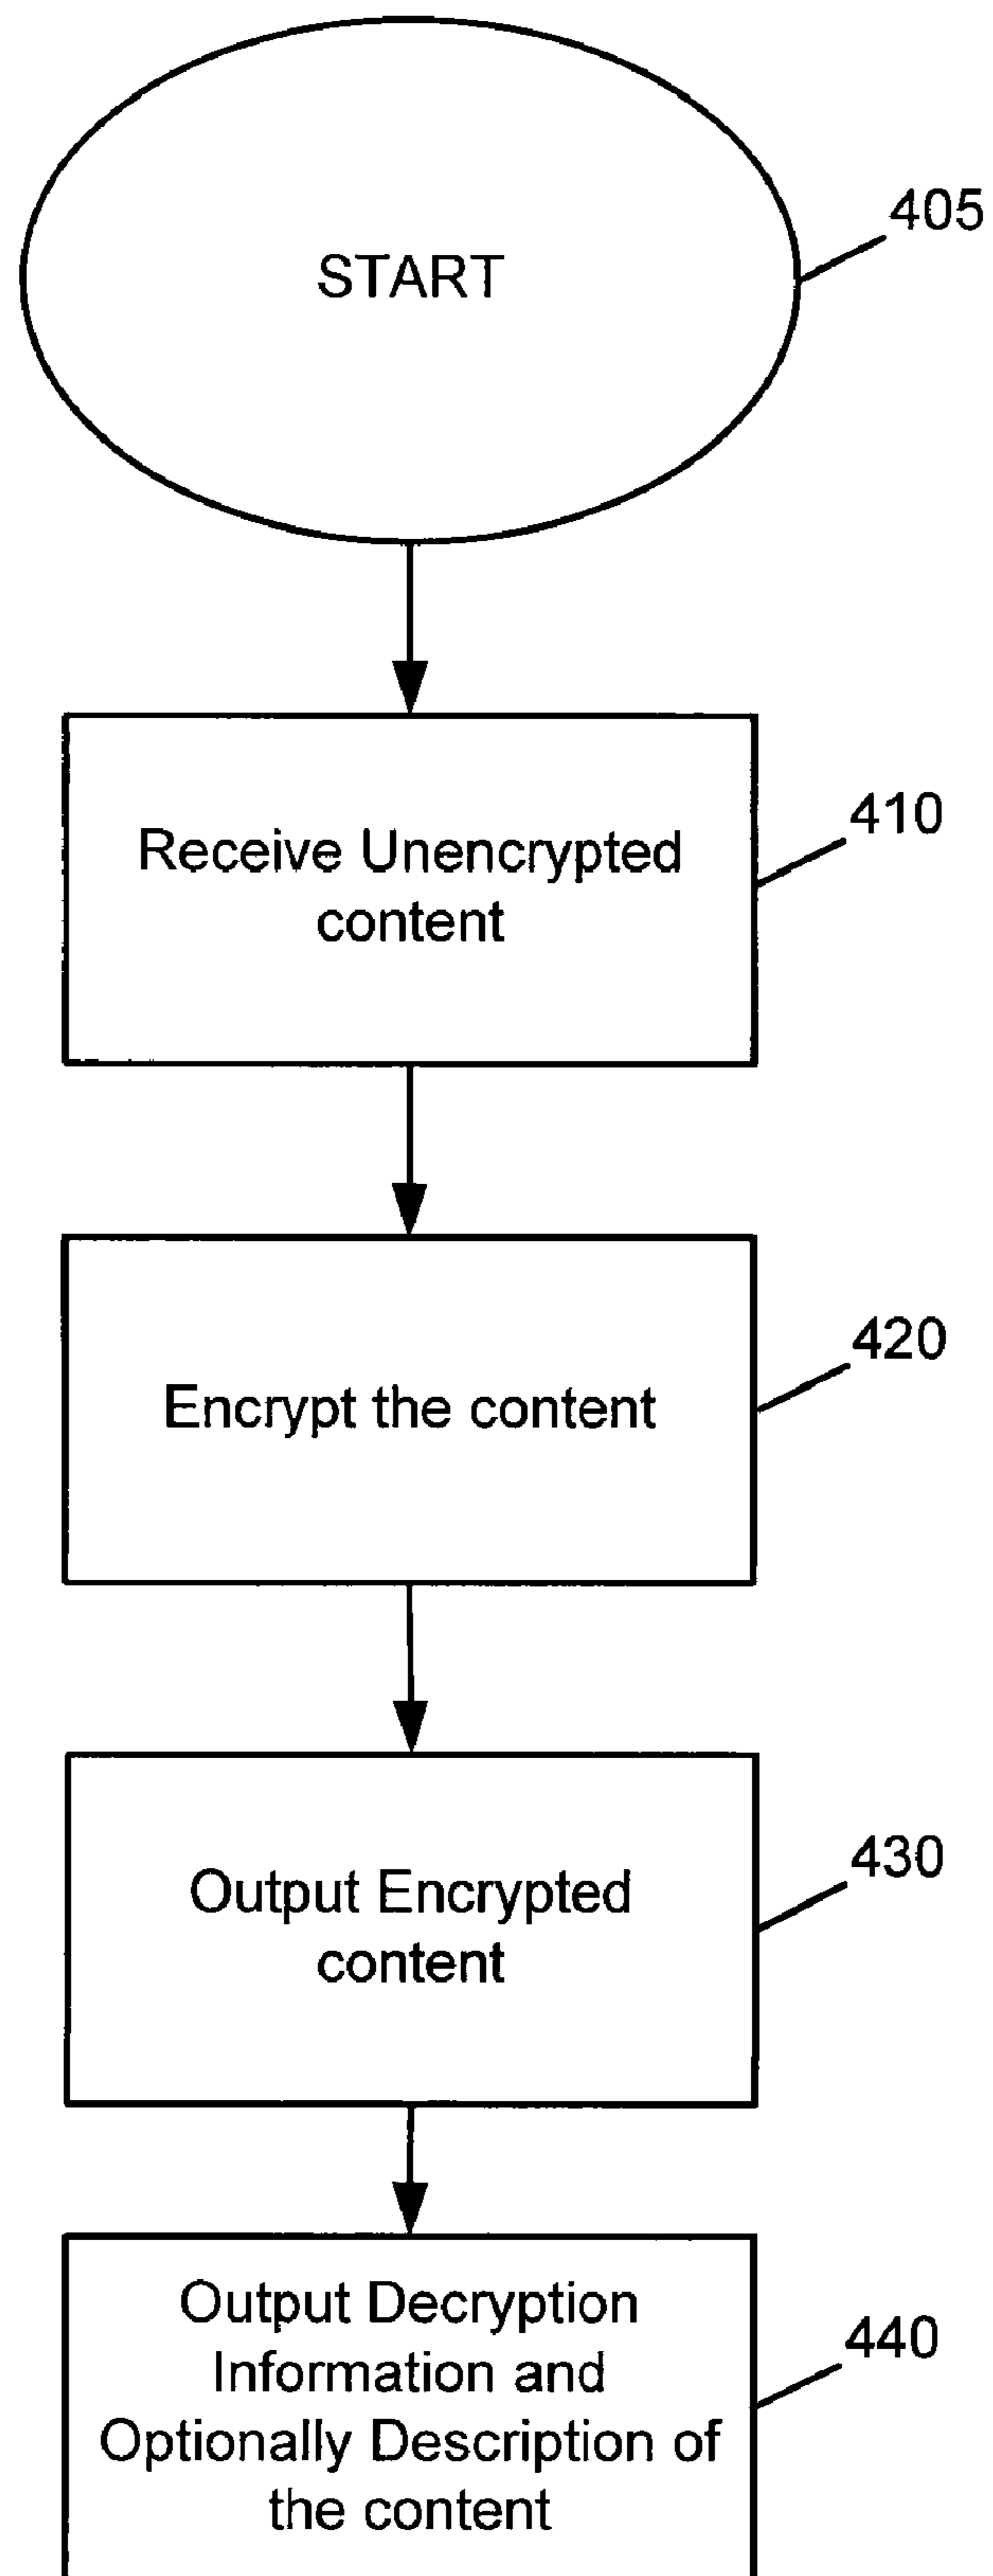 START
405
Receive Unencrypted
content
410
Encrypt the content
420
Output Encrypted
content
430
Output Decryption
Information and
Optionally Description of
the content
440